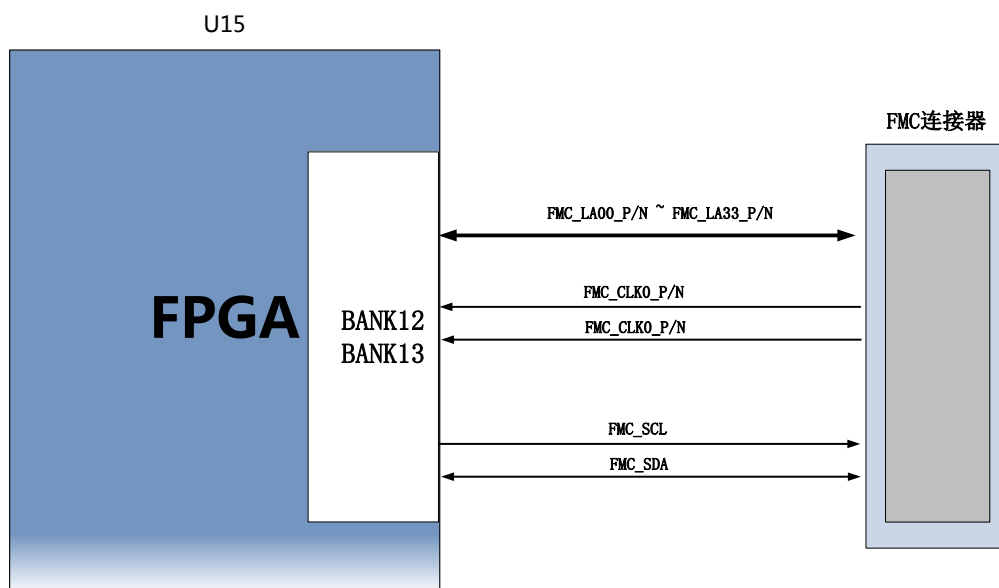 U15
FMC连接器
FMC_LA00_P/N ~ FMC_LA33_P/N
FMC_CLK0_P/N
FPGA
BANK12
FMC_CLK0_P/N
BANK13
FMC_SCL
FMC_SDA